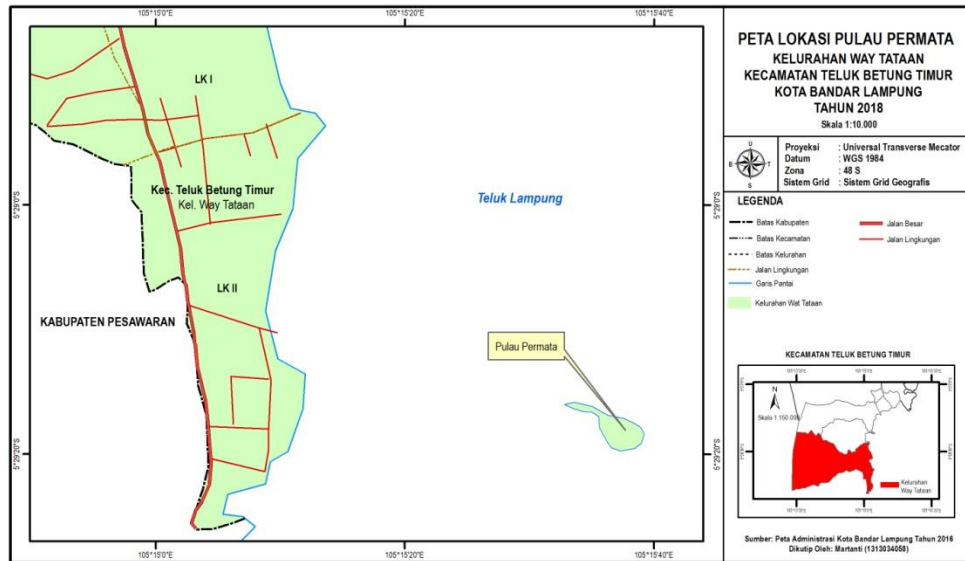 105°15'0"E
105°15'20"E
105°15'40"E
LK I
Kec. Teluk Betung Timur
Kel. Way Tataan
Teluk Lampung
5°29'0"S
5°29'0"S
LK II
KABUPATEN PESAWARAN
Pulau Permata
5°29'20"S
5°29'20"S
105°15'0"E
105°15'20"E
105°15'40"E
PETA LOKASI PULAU PERMATA
KELURAHAN WAY TATAAN
KECAMATAN TELUK BETUNG TIMUR
KOTA BANDAR LAMPUNG
TAHUN 2018
Skala 1:10.000
U
B T
S
Proyeksi : Universal Transverse Mecator
Datum : WGS 1984
Zona : 48 S
Sistem Grid : Sistem Grid Geografis
LEGENDA
Batas Kabupaten
Batas Kecamatan
Batas Kelurahan
Jalan Lingkungan
Garis Pantai
Kelurahan Wat Tataan
Jalan Besar
Jalan Lingkungan
KECAMATAN TELUK BETUNG TIMUR
N
Skala 1:150.000
Kelurahan
Way Tataan
Sumber: Peta Administrasi Kota Bandar Lampung Tahun 2016
Dikutip Oleh: Martanti (1313034058)